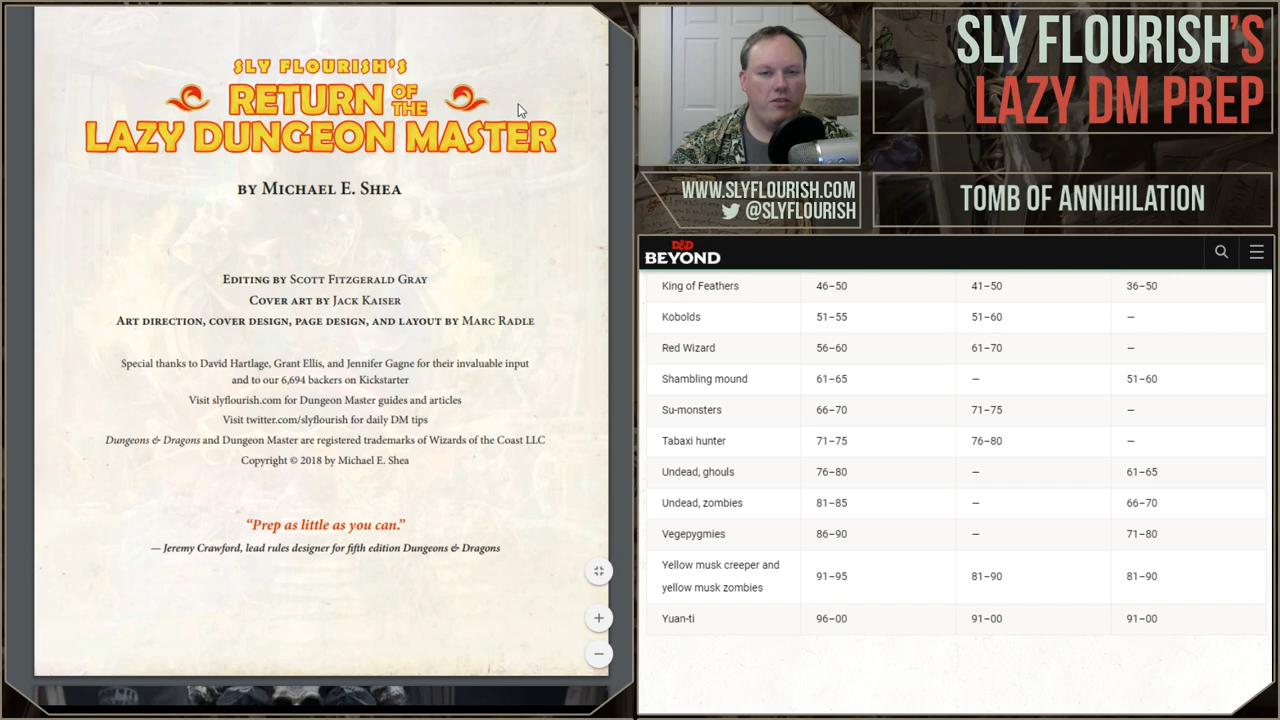 SLY FLOURISH'S
RETURN OF THE
LAZY DUNGEON MASTER
BY MICHAEL E. SHEA
EDITING BY SCOTT FITZGERALD GRAY
COVER ART BY JACK KAISER
ART DIRECTION, COVER DESIGN, PAGE DESIGN, AND LAYOUT BY MARC RADLE
Special thanks to David Hartlage, Grant Ellis, and Jennifer Gagne for their invaluable input
and to our 6,694 backers on Kickstarter
Visit slyflourish.com for Dungeon Master guides and articles
Visit twitter.com/slyflourish for daily DM tips
Dungeons & Dragons and Dungeon Master are registered trademarks of Wizards of the Coast LLC
Copyright © 2018 by Michael E. Shea
“Prep as little as you can.”
— Jeremy Crawford, lead rules designer for fifth edition Dungeons & Dragons
SLY FLOURISH'S
LAZY DM PREP
WWW.SLYFLOURISH.COM
@SLYFLOURISH
TOMB OF ANNIHILATION
D&D
BEYOND
King of Feathers 46–50 41–50 36–50
Kobolds 51–55 51–60 —
Red Wizard 56–60 61–70 —
Shambling mound 61–65 — 51–60
Su-monsters 66–70 71–75 —
Tabaxi hunter 71–75 76–80 —
Undead, ghouls 76–80 — 61–65
Undead, zombies 81–85 — 66–70
Vegepygmies 86–90 — 71–80
Yellow musk creeper and
yellow musk zombies 91–95 81–90 81–90
Yuan-ti 96–00 91–00 91–00